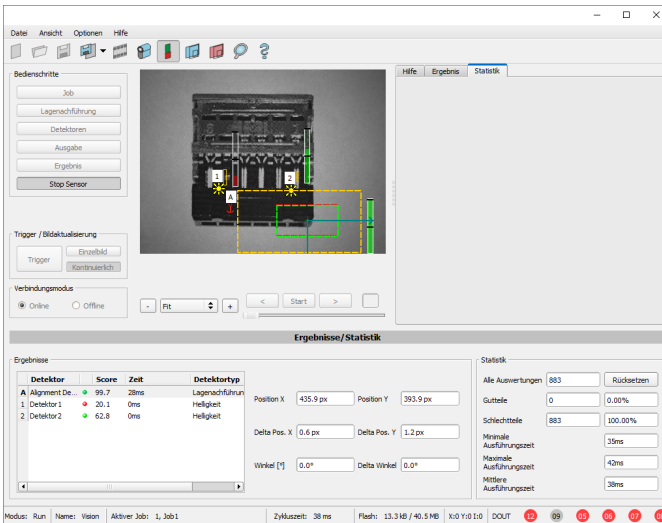 Datei Ansicht Optionen Hilfe
Bedienschritte
Job
Lagenachführung
Detektoren
Ausgabe
Ergebnis
Stop Sensor
Trigger / Bildaktualisierung
Trigger
Einzelbild
Kontinuierlich
Verbindungsmodus
Online Offline
1
2
A
- Fit + < Start >
Hilfe Ergebnis Statistik
Ergebnisse/Statistik
Ergebnisse
Detektor Score Zeit Detektortyp
A Alignment De... 99.7 28ms Lagenachführun
1 Detektor1 20.1 0ms Helligkeit
2 Detektor2 62.8 0ms Helligkeit
Position X 435.9 px Position Y 393.9 px
Delta Pos. X 0.6 px Delta Pos. Y 1.2 px
Winkel [°] 0.0° Delta Winkel 0.0°
Statistik
Alle Auswertungen 883 Rücksetzen
Gutteile 0 0.00%
Schlechtteile 883 100.00%
Minimale
Ausführungszeit 35ms
Maximale
Ausführungszeit 42ms
Mittlere
Ausführungszeit 38ms
Modus: Run Name: Vision Aktiver Job: 1, Job1 Zykluszeit: 38 ms Flash: 13.3 kB / 40.5 MB X:0 Y:0 I:0 DOUT 12 09 05 06 07 08